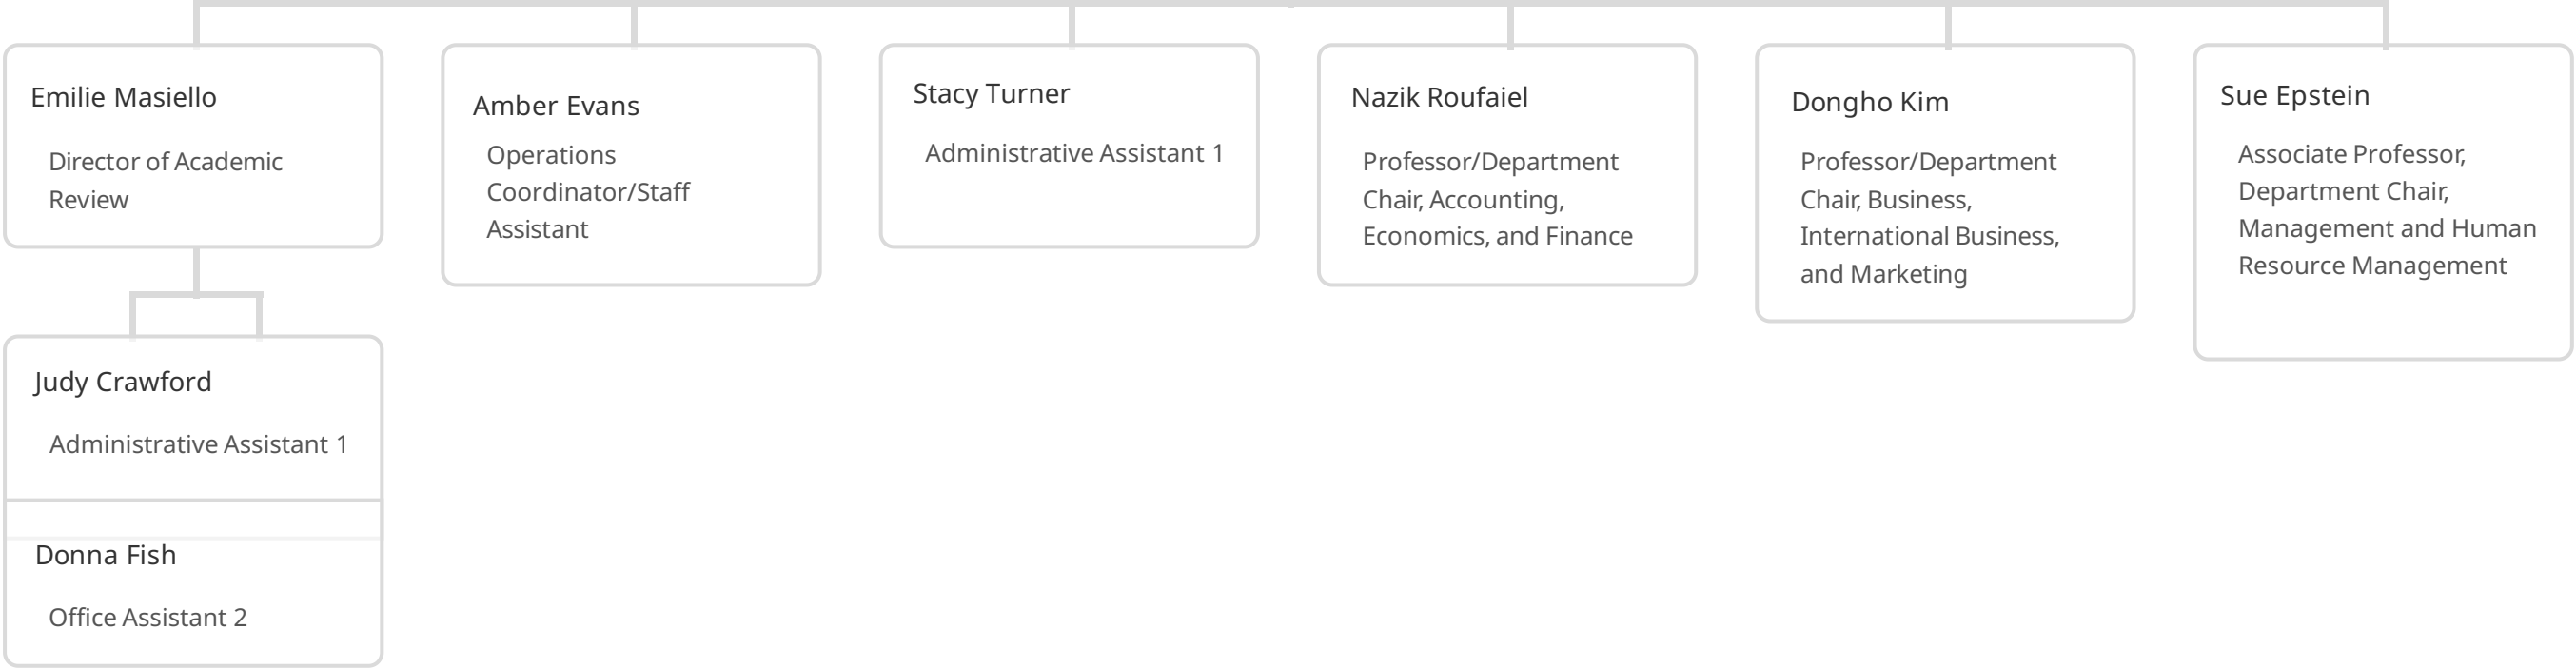 Emilie Masiello
Director of Academic
Review
Amber Evans
Operations
Coordinator/Staff
Assistant
Stacy Turner
Administrative Assistant 1
Nazik Roufaiel
Professor/Department
Chair, Accounting,
Economics, and Finance
Dongho Kim
Professor/Department
Chair, Business,
International Business,
and Marketing
Sue Epstein
Associate Professor,
Department Chair,
Management and Human
Resource Management
Judy Crawford
Administrative Assistant 1
Donna Fish
Office Assistant 2